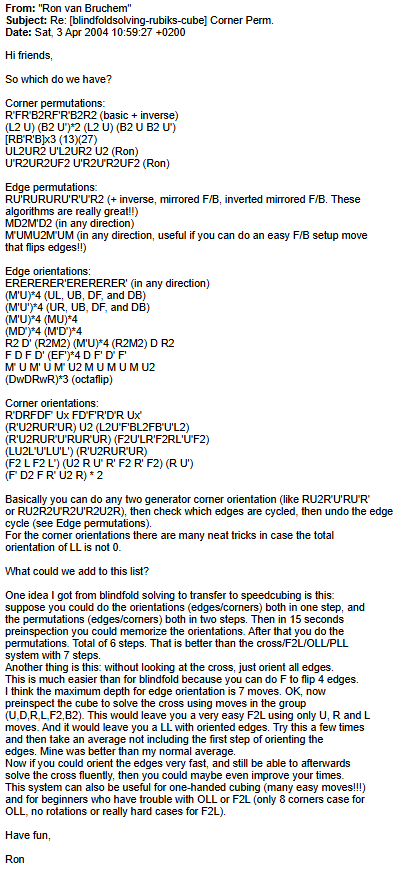 From: "Ron van Bruchem"
Subject: Re: [blindfoldsolving-rubiks-cube] Corner Perm.
Date: Sat, 3 Apr 2004 10:59:27 +0200
Hi friends,
So which do we have?
Corner permutations:
R'FR'B2RF'R'B2R2 (basic + inverse)
(L2 U) (B2 U')*2 (L2 U) (B2 U B2 U')
[RB'R'B]x3 (13)(27)
UL2UR2 U'L2UR2 U2 (Ron)
U'R2UR2UF2 U'R2U'R2UF2 (Ron)
Edge permutations:
RU'RURURU'R'U'R2 (+ inverse, mirrored F/B, inverted mirrored F/B. These
algorithms are really great!!)
MD2M'D2 (in any direction)
M'UMU2M'UM (in any direction, useful if you can do an easy F/B setup move
that flips edges!!)
Edge orientations:
ERERERER'ERERERER' (in any direction)
(M'U)*4 (UL, UB, DF, and DB)
(M'U')*4 (UR, UB, DF, and DB)
(M'U)*4 (MU)*4
(MD')*4 (M'D')*4
R2 D' (R2M2) (M'U)*4 (R2M2) D R2
F D F D' (EF')*4 D F' D' F'
M' U M' U M' U2 M U M U M U2
(DwDRwR)*3 (octaflip)
Corner orientations:
R'DRFDF' Ux FD'F'R'D'R Ux'
(R'U2RUR'UR) U2 (L2U'F'BL2FB'U'L2)
(R'U2RUR'U'RUR'UR) (F2U'LR'F2RL'U'F2)
(LU2L'U'LU'L') (R'U2RUR'UR)
(F2 L F2 L') (U2 R U' R' F2 R' F2) (R U')
(F' D2 F R' U2 R) * 2
Basically you can do any two generator corner orientation (like RU2R'U'RU'R'
or RU2R2U'R2U'R2U2R), then check which edges are cycled, then undo the edge
cycle (see Edge permutations).
For the corner orientations there are many neat tricks in case the total
orientation of LL is not 0.
What could we add to this list?
One idea I got from blindfold solving to transfer to speedcubing is this:
suppose you could do the orientations (edges/corners) both in one step, and
the permutations (edges/corners) both in two steps. Then in 15 seconds
preinspection you could memorize the orientations. After that you do the
permutations. Total of 6 steps. That is better than the cross/F2L/OLL/PLL
system with 7 steps.
Another thing is this: without looking at the cross, just orient all edges.
This is much easier than for blindfold because you can do F to flip 4 edges.
I think the maximum depth for edge orientation is 7 moves. OK, now
preinspect the cube to solve the cross using moves in the group
(U,D,R,L,F2,B2). This would leave you a very easy F2L using only U, R and L
moves. And it would leave you a LL with oriented edges. Try this a few times
and then take an average not including the first step of orienting the
edges. Mine was better than my normal average.
Now if you could orient the edges very fast, and still be able to afterwards
solve the cross fluently, then you could maybe even improve your times.
This system can also be useful for one-handed cubing (many easy moves!!!)
and for beginners who have trouble with OLL or F2L (only 8 corners case for
OLL, no rotations or really hard cases for F2L).
Have fun,
Ron